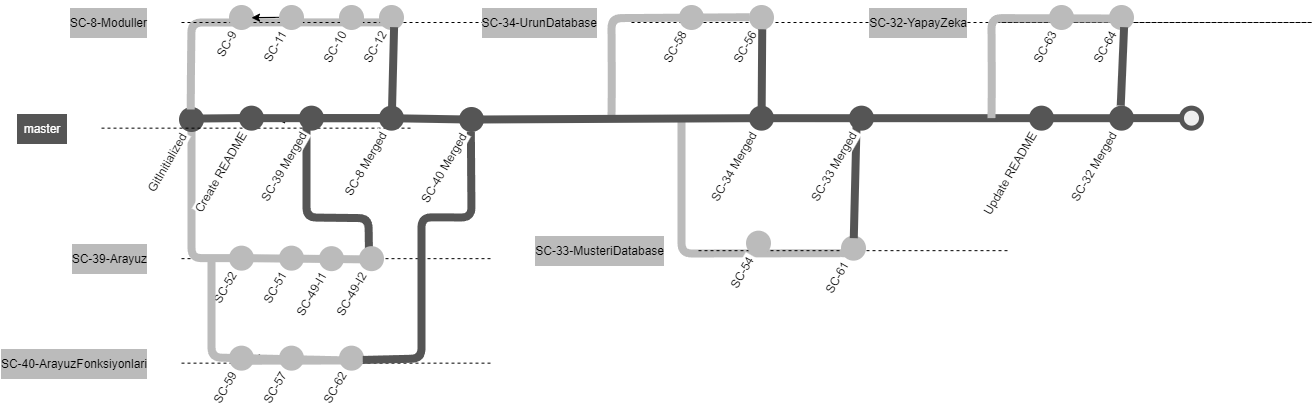 SC-8-Moduller
SC-34-UrunDatabase
SC-32-YapayZeka
SC-9
SC-11
SC-10
SC-12
SC-58
SC-56
SC-63
SC-64
master
GitInitialized
Create README
SC-39 Merged
SC-8 Merged
SC-40 Merged
SC-34 Merged
SC-33 Merged
Update README
SC-32 Merged
SC-39-Arayuz
SC-33-MusteriDatabase
SC-52
SC-51
SC-49-I1
SC-49-I2
SC-54
SC-61
SC-40-ArayuzFonksiyonlari
SC-59
SC-57
SC-62